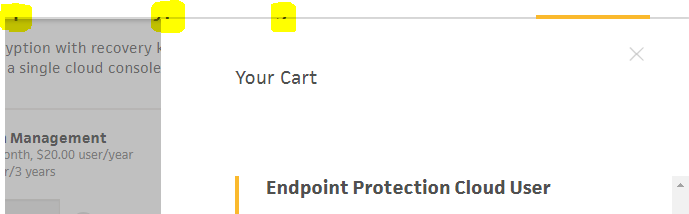 yption with recovery k
a single cloud console
Your Cart
Management
onth, $20.00 user/year
r/3 years
Endpoint Protection Cloud User